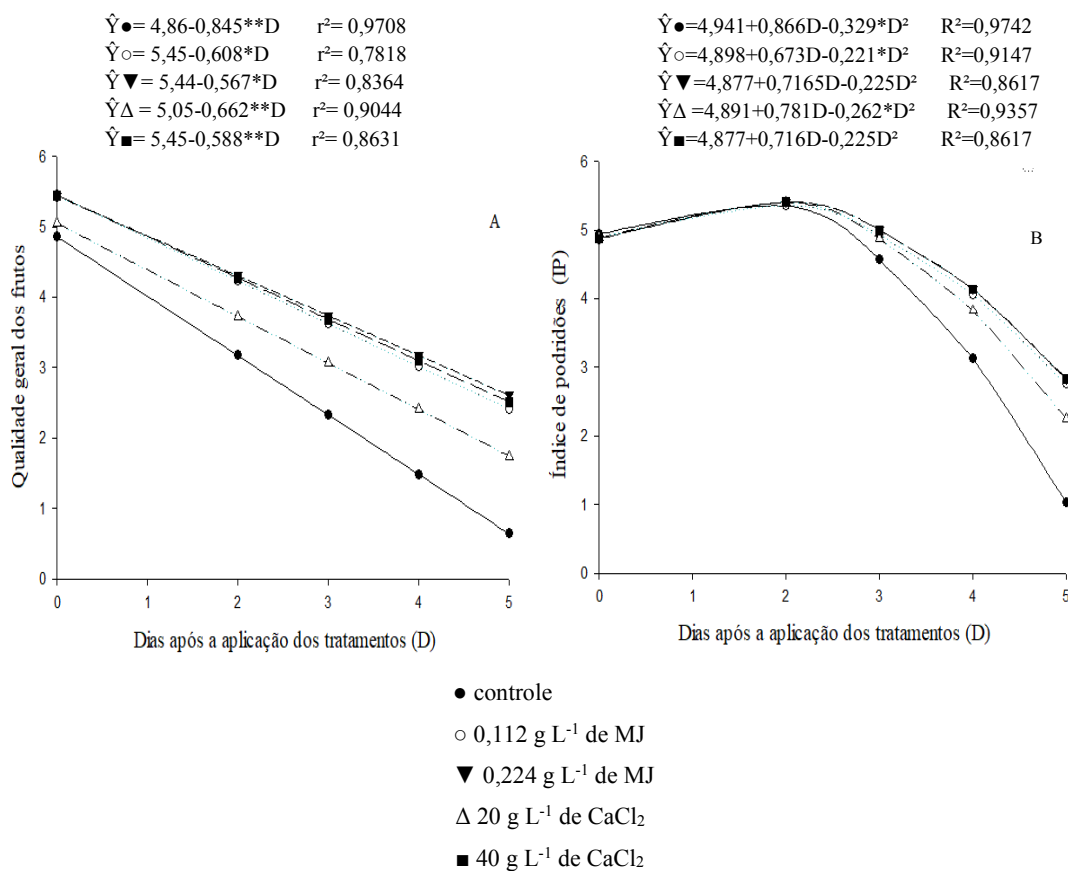 Ŷ●= 4,86-0,845**D r²= 0,9708
Ŷ○= 5,45-0,608*D r²= 0,7818
Ŷ▼= 5,44-0,567*D r²= 0,8364
Ŷ△ = 5,05-0,662**D r²= 0,9044
Ŷ■= 5,45-0,588**D r²= 0,8631
Ŷ●=4,941+0,866D-0,329*D² R²=0,9742
Ŷ○=4,898+0,673D-0,221*D² R²=0,9147
Ŷ▼=4,877+0,7165D-0,225D² R²=0,8617
Ŷ△ =4,891+0,781D-0,262*D² R²=0,9357
Ŷ■=4,877+0,716D-0,225D² R²=0,8617
A
Qualidade geral dos frutos
6
5
4
3
2
1
0
0 1 2 3 4 5
Dias após a aplicação dos tratamentos (D)
B
Índice de podridões (IP)
6
5
4
3
2
1
0
0 1 2 3 4 5
Dias após a aplicação dos tratamentos (D)
● controle
○ 0,112 g L⁻¹ de MJ
▼ 0,224 g L⁻¹ de MJ
△ 20 g L⁻¹ de CaCl₂
■ 40 g L⁻¹ de CaCl₂